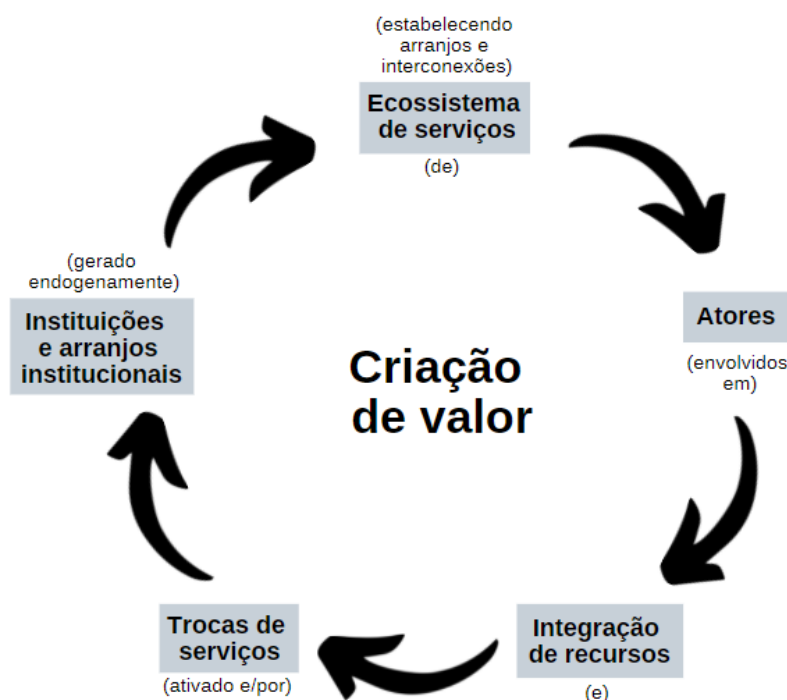 (estabelecendo
arranjos e
interconexões)
Ecossistema
de serviços
(de)
Atores
(envolvidos
em)
Integração
de recursos
(e)
Trocas de
serviços
(ativado e/por)
(gerado
endogenamente)
Instituições
e arranjos
institucionais
Criação
de valor